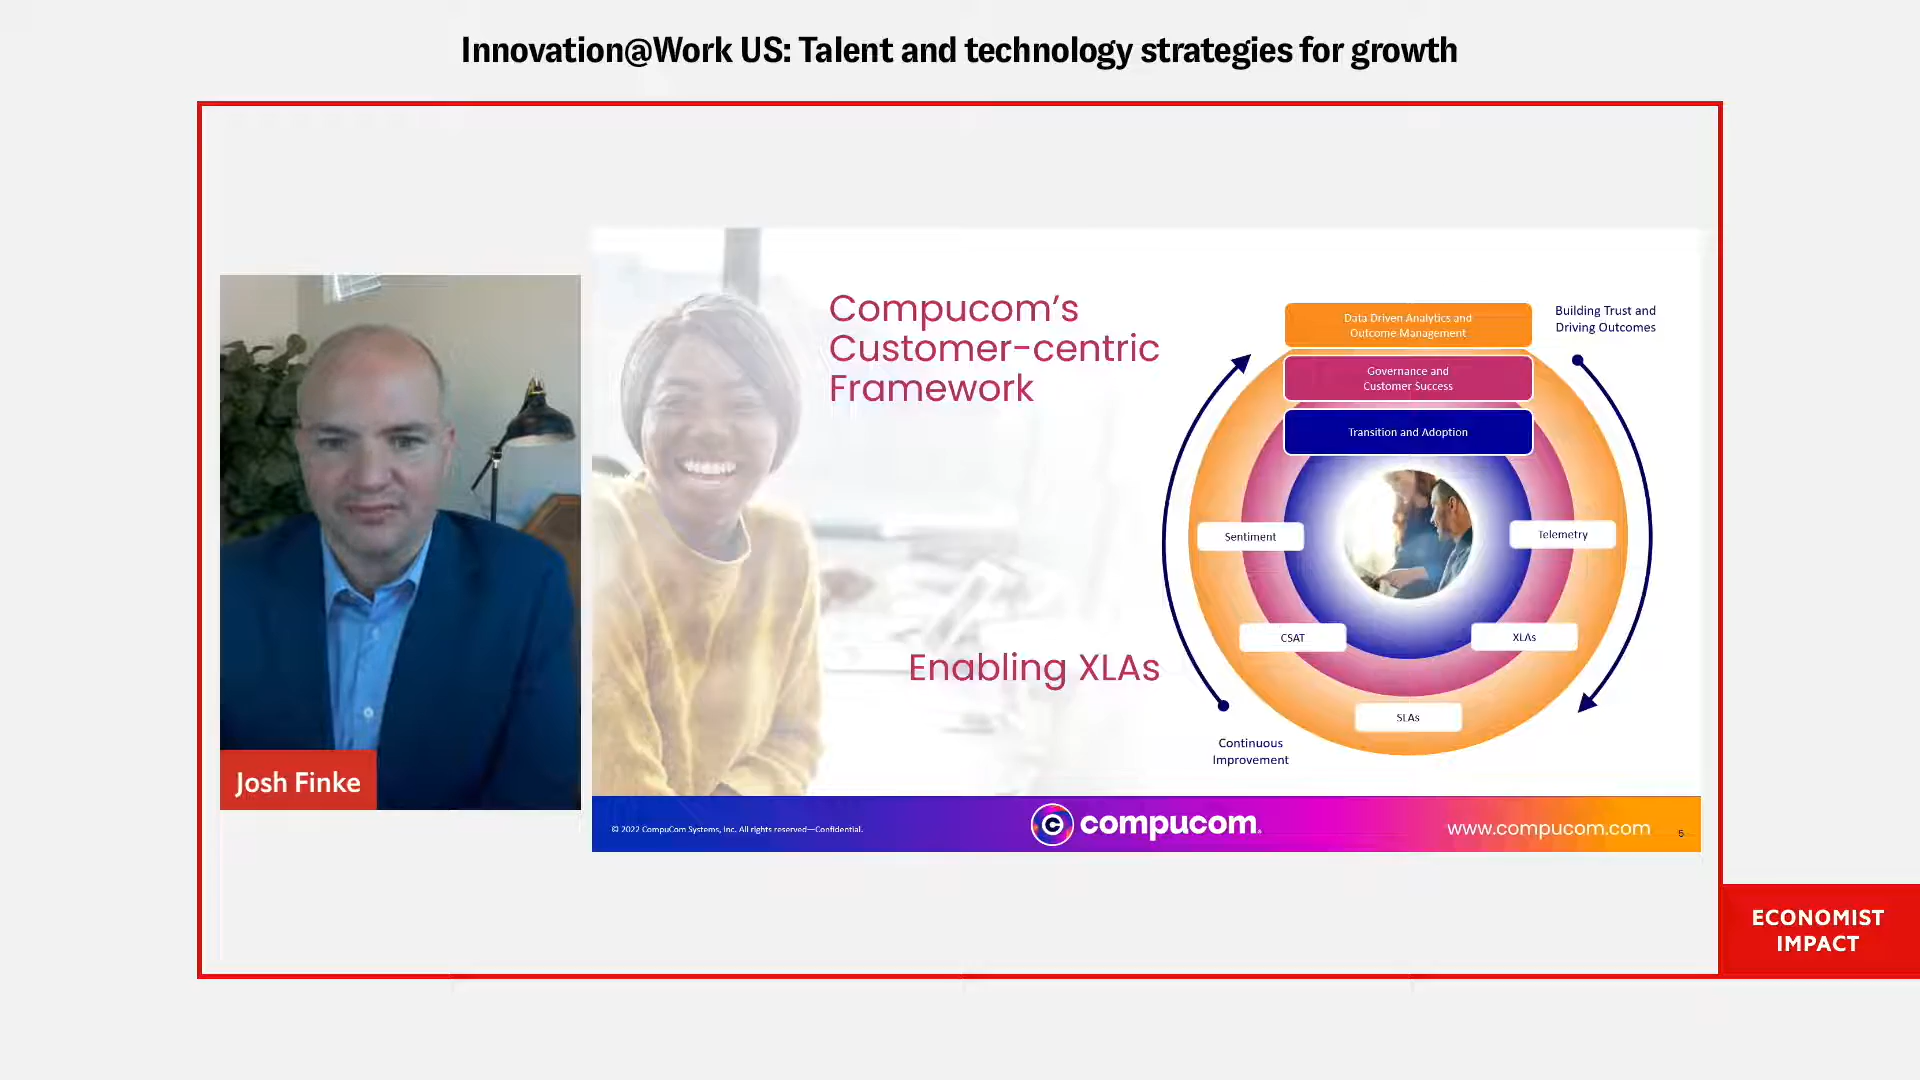 Innovation@Work US: Talent and technology strategies for growth
Josh Finke
Compucom's
Customer-centric
Framework
Enabling XLAs
Data Driven Analytics and
Outcome Management
Governance and
Customer Success
Transition and Adoption
Building Trust and
Driving Outcomes
Sentiment
Telemetry
CSAT
XLAs
SLAs
Continuous
Improvement
© 2022 CompuCom Systems, Inc. All rights reserved—Confidential.
compucom.
www.compucom.com
5
ECONOMIST
IMPACT